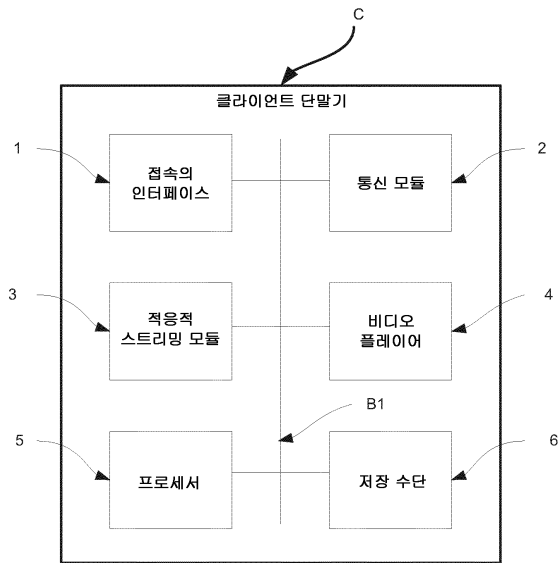 C
클라이언트 단말기
1
접속의
인터페이스
통신 모듈
2
3
적응적
스트리밍 모듈
비디오
플레이어
4
B1
5
프로세서
저장 수단
6